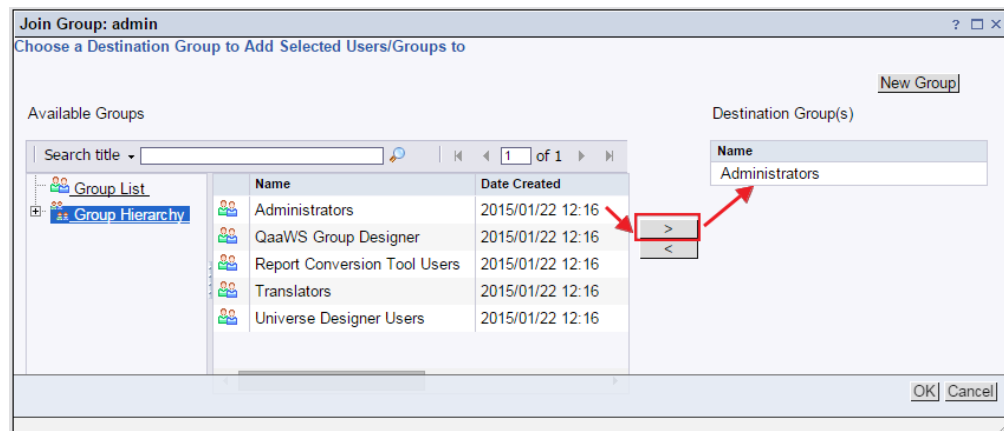 Join Group: admin ? □ ×
Choose a Destination Group to Add Selected Users/Groups to
New Group
Available Groups
Destination Group(s)
Search title
1 of 1
Name
Group List
Group Hierarchy
Name Date Created
Administrators 2015/01/22 12:16
QaaWS Group Designer 2015/01/22 12:16
Report Conversion Tool Users 2015/01/22 12:16
Translators 2015/01/22 12:16
Universe Designer Users 2015/01/22 12:16
>
<
Administrators
OK Cancel